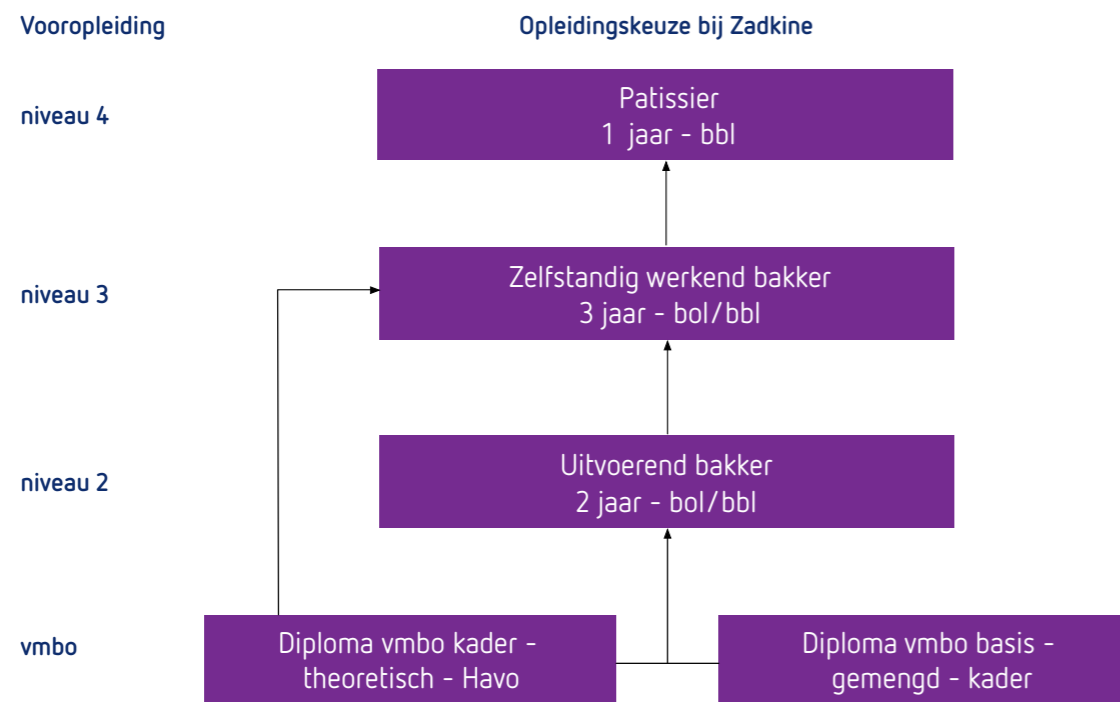 Vooropleiding
Opleidingskeuze bij Zadkine
niveau 4
Patissier
1 jaar - bbl
niveau 3
Zelfstandig werkend bakker
3 jaar - bol/bbl
niveau 2
Uitvoerend bakker
2 jaar - bol/bbl
vmbo
Diploma vmbo kader -
theoretisch - Havo
Diploma vmbo basis -
gemengd - kader